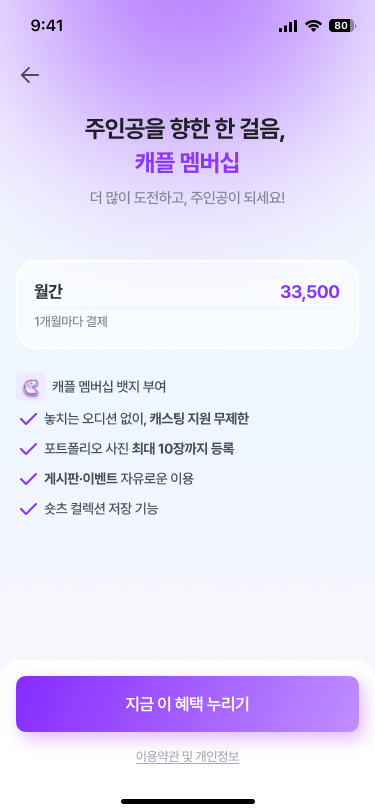 9:41
80
주인공을 향한 한 걸음,
캐플 멤버십
더 많이 도전하고, 주인공이 되세요!
월간 33,500
1개월마다 결제
캐플 멤버십 뱃지 부여
놓치는 오디션 없이, 캐스팅 지원 무제한
포트폴리오 사진 최대 10장까지 등록
게시판·이벤트 자유로운 이용
숏츠 컬렉션 저장 기능
지금 이 혜택 누리기
이용약관 및 개인정보